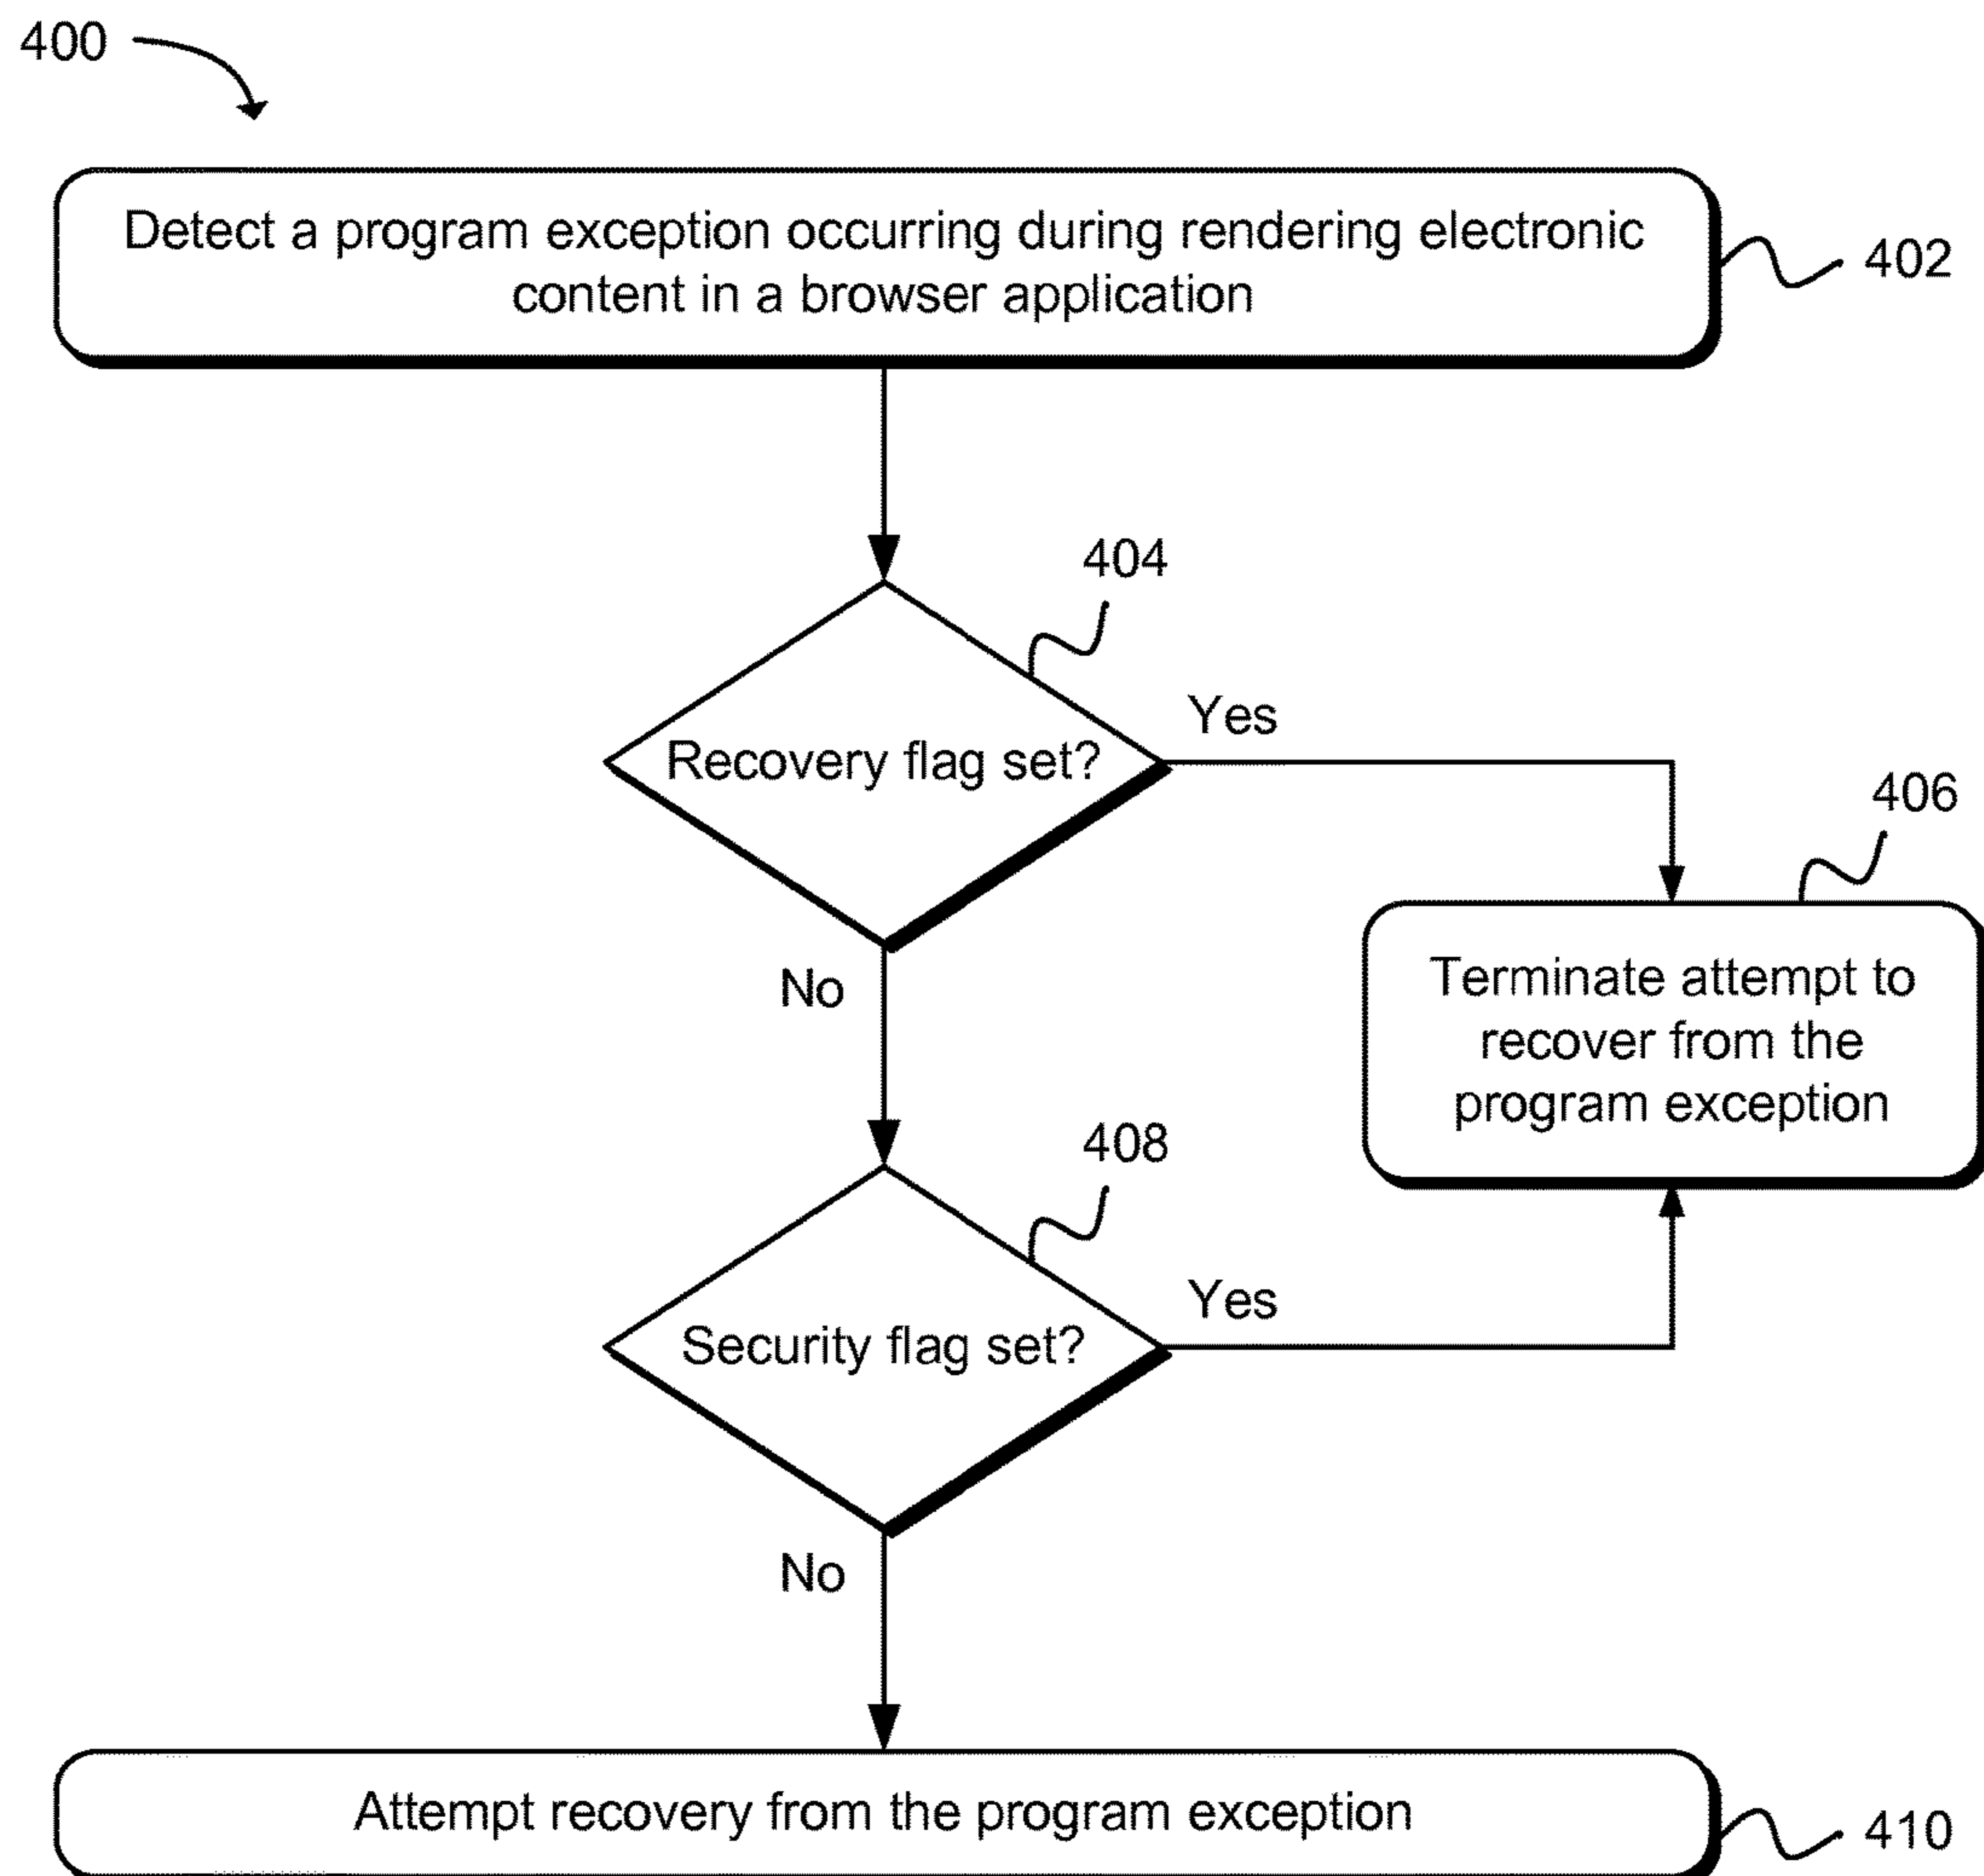 400
Detect a program exception occurring during rendering electronic
content in a browser application
402
404
Yes
Recovery flag set?
406
No
Terminate attempt to
recover from the
program exception
408
Yes
Security flag set?
No
Attempt recovery from the program exception
410